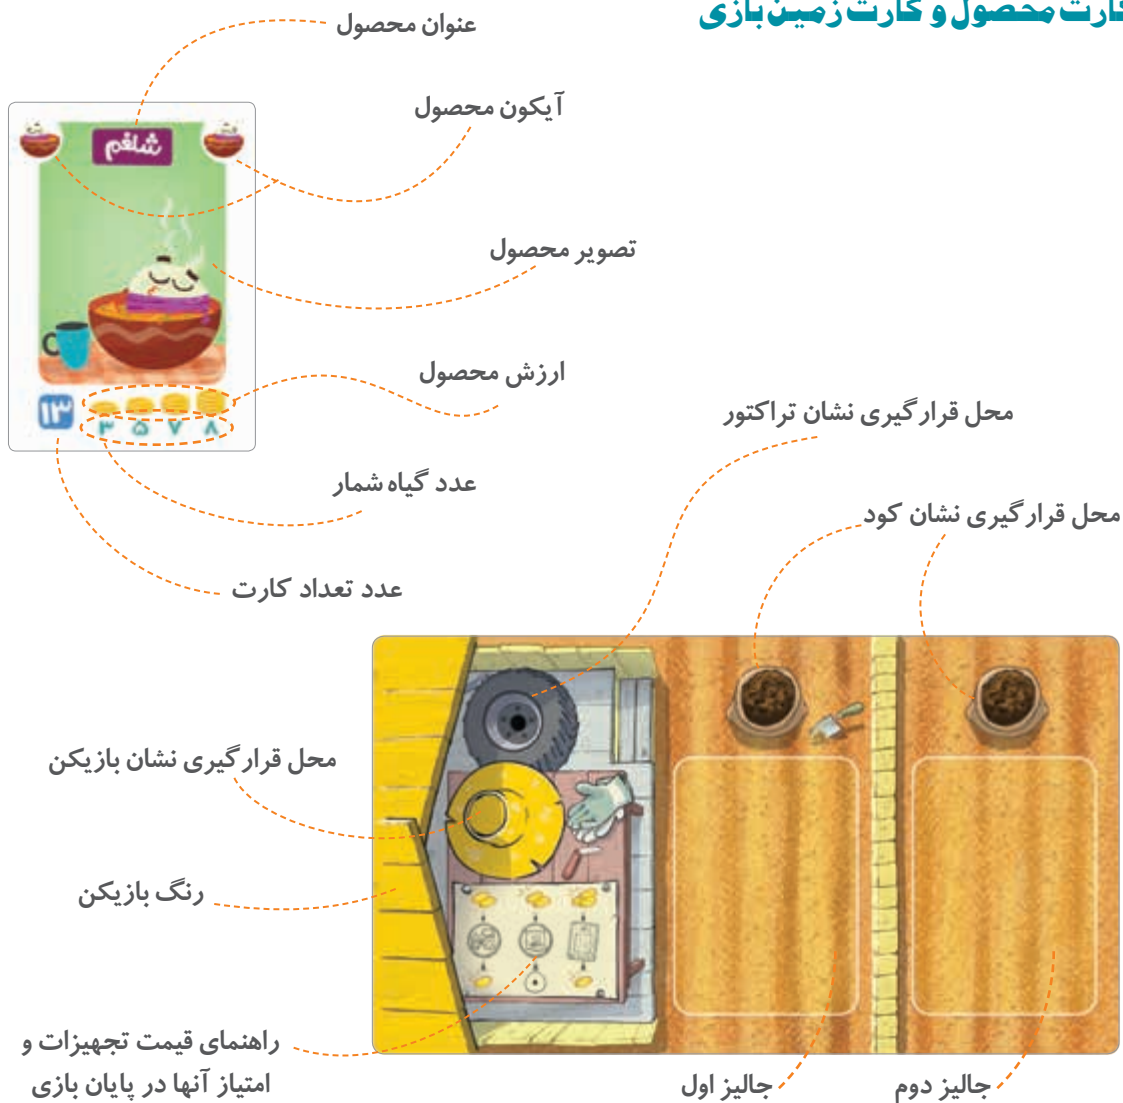 کارت محصول و کارت زمین بازی
عنوان محصول
آیکون محصول
شلغم
تصویر محصول
ارزش محصول
۱۳
۳ ۵ ۷ ۸
عدد گیاه شمار
عدد تعداد کارت
محل قرارگیری نشان تراکتور
محل قرارگیری نشان کود
محل قرارگیری نشان بازیکن
رنگ بازیکن
راهنمای قیمت تجهیزات و
امتیاز آنها در پایان بازی
جالیز اول
جالیز دوم